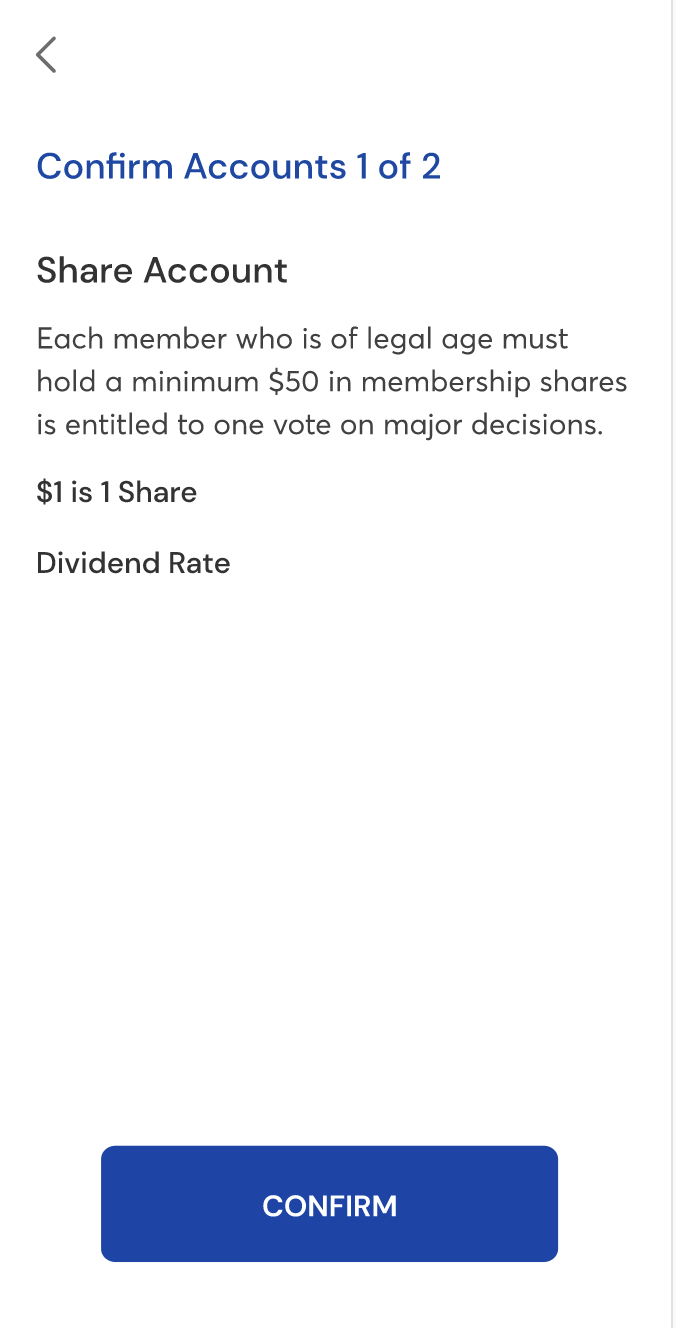 Confirm Accounts 1 of 2
Share Account
Each member who is of legal age must
hold a minimum $50 in membership shares
is entitled to one vote on major decisions.
$1 is 1 Share
Dividend Rate
CONFIRM